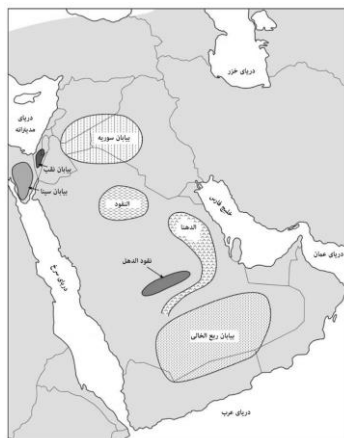 دریای خزر
دریای
مدیترانه
بیابان سوریه
بیابان نقب
بیابان سینا
النفود
الدهنا
خلیج فارس
نفود الدهل
دریای عمان
دریای سرخ
بیابان ربع الخالی
دریای عرب